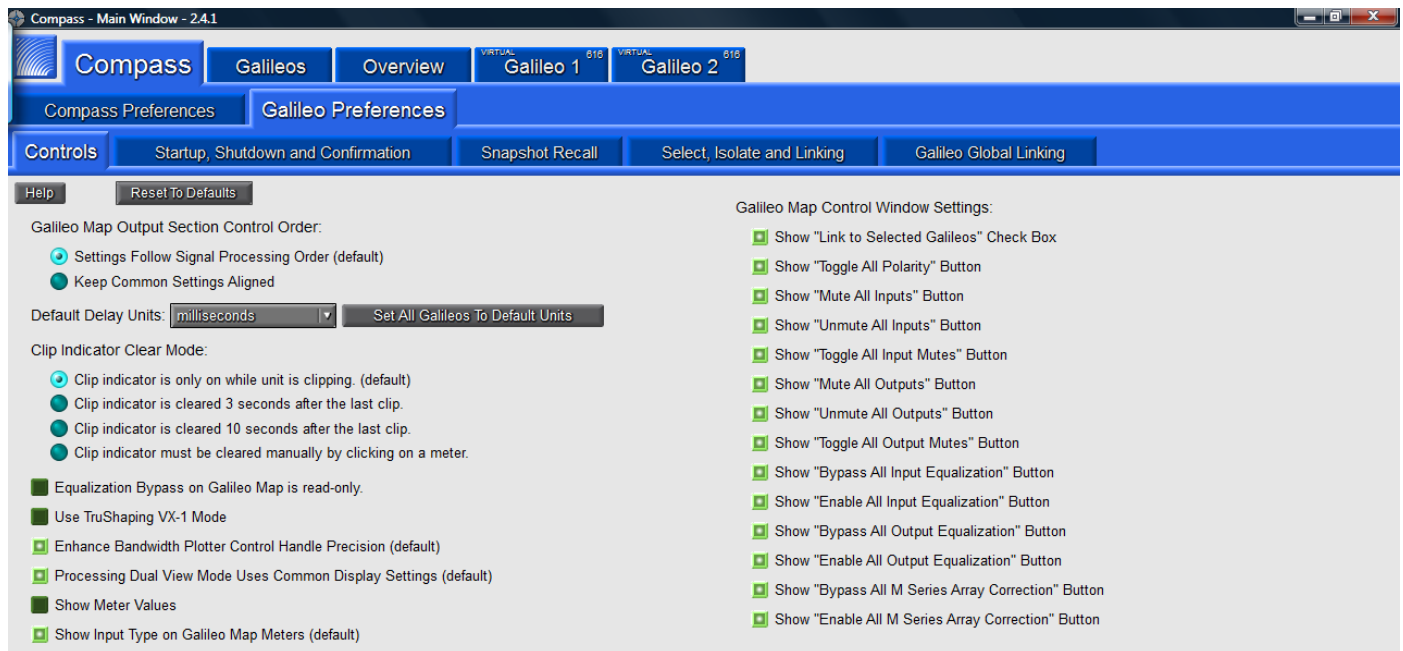 Compass - Main Window - 2.4.1
Compass
Galileos
Overview
VIRTUAL 616
Galileo 1
VIRTUAL 616
Galileo 2
Compass Preferences
Galileo Preferences
Controls
Startup, Shutdown and Confirmation
Snapshot Recall
Select, Isolate and Linking
Galileo Global Linking
Help
Reset To Defaults
Galileo Map Output Section Control Order:
Settings Follow Signal Processing Order (default)
Keep Common Settings Aligned
Default Delay Units: milliseconds Set All Galileos To Default Units
Clip Indicator Clear Mode:
Clip indicator is only on while unit is clipping. (default)
Clip indicator is cleared 3 seconds after the last clip.
Clip indicator is cleared 10 seconds after the last clip.
Clip indicator must be cleared manually by clicking on a meter.
Equalization Bypass on Galileo Map is read-only.
Use TruShaping VX-1 Mode
Enhance Bandwidth Plotter Control Handle Precision (default)
Processing Dual View Mode Uses Common Display Settings (default)
Show Meter Values
Show Input Type on Galileo Map Meters (default)
Galileo Map Control Window Settings:
Show "Link to Selected Galileos" Check Box
Show "Toggle All Polarity" Button
Show "Mute All Inputs" Button
Show "Unmute All Inputs" Button
Show "Toggle All Input Mutes" Button
Show "Mute All Outputs" Button
Show "Unmute All Outputs" Button
Show "Toggle All Output Mutes" Button
Show "Bypass All Input Equalization" Button
Show "Enable All Input Equalization" Button
Show "Bypass All Output Equalization" Button
Show "Enable All Output Equalization" Button
Show "Bypass All M Series Array Correction" Button
Show "Enable All M Series Array Correction" Button